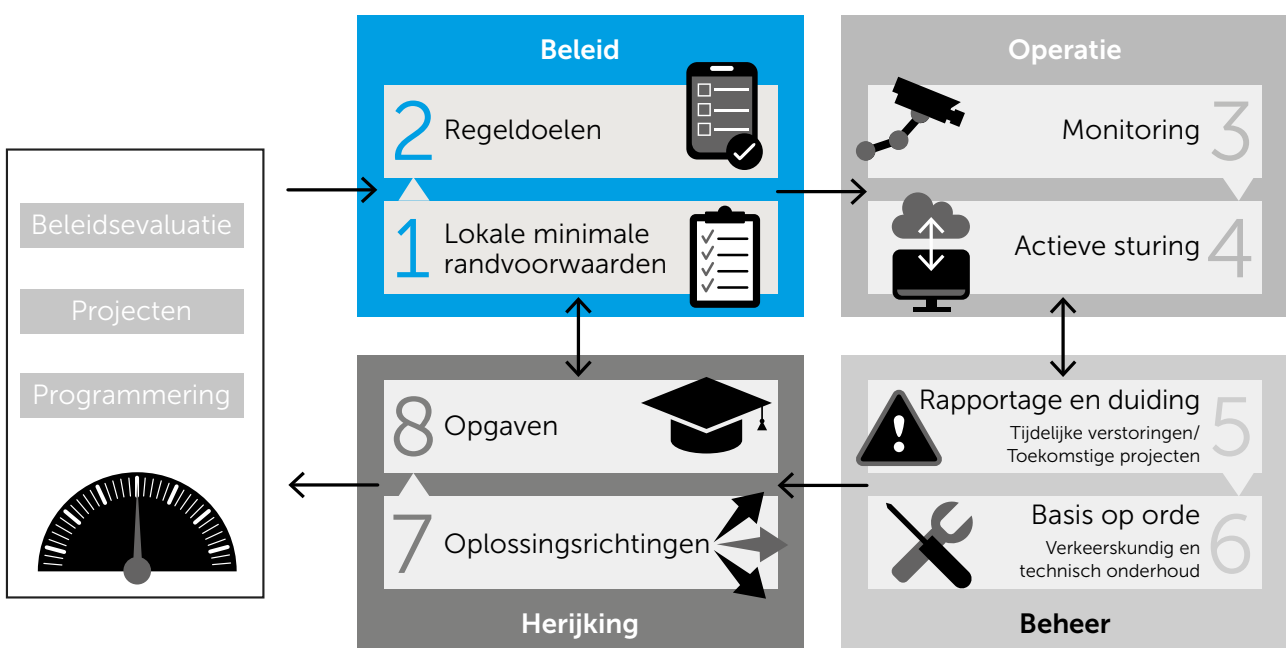 Beleidsevaluatie
Projecten
Programmering
Beleid
2 Regeldoelen
1 Lokale minimale
randvoorwaarden
Operatie
Monitoring 3
Actieve sturing 4
8 Opgaven
7 Oplossingsrichtingen
Herijking
Rapportage en duiding 5
Tijdelijke verstoringen/
Toekomstige projecten
Basis op orde 6
Verkeerskundig en
technisch onderhoud
Beheer